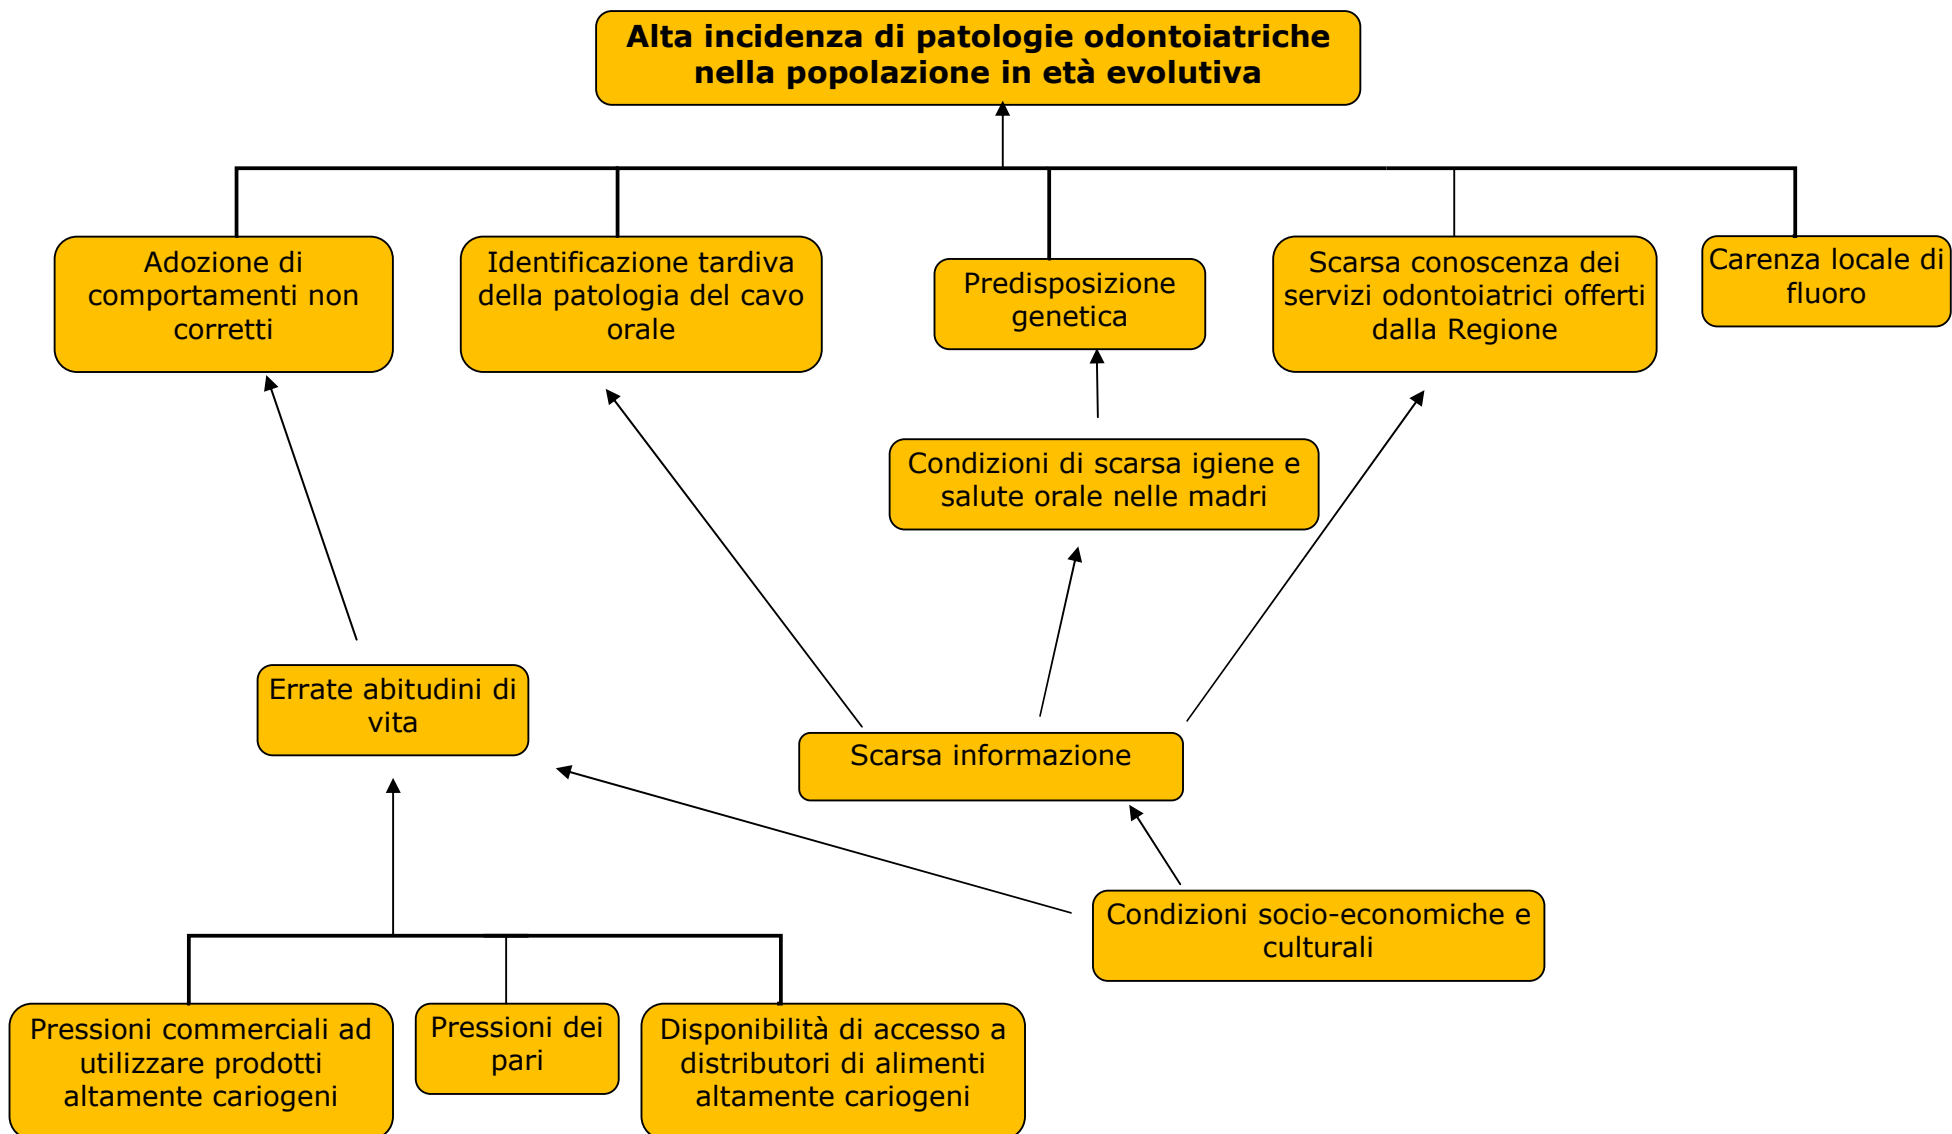 Alta incidenza di patologie odontoiatriche
nella popolazione in età evolutiva
Adozione di
comportamenti non
corretti
Identificazione tardiva
della patologia del cavo
orale
Predisposizione
genetica
Scarsa conoscenza dei
servizi odontoiatrici offerti
dalla Regione
Carenza locale di
fluoro
Condizioni di scarsa igiene e
salute orale nelle madri
Errate abitudini di
vita
Scarsa informazione
Condizioni socio-economiche e
culturali
Pressioni commerciali ad
utilizzare prodotti
altamente cariogeni
Pressioni dei
pari
Disponibilità di accesso a
distributori di alimenti
altamente cariogeni